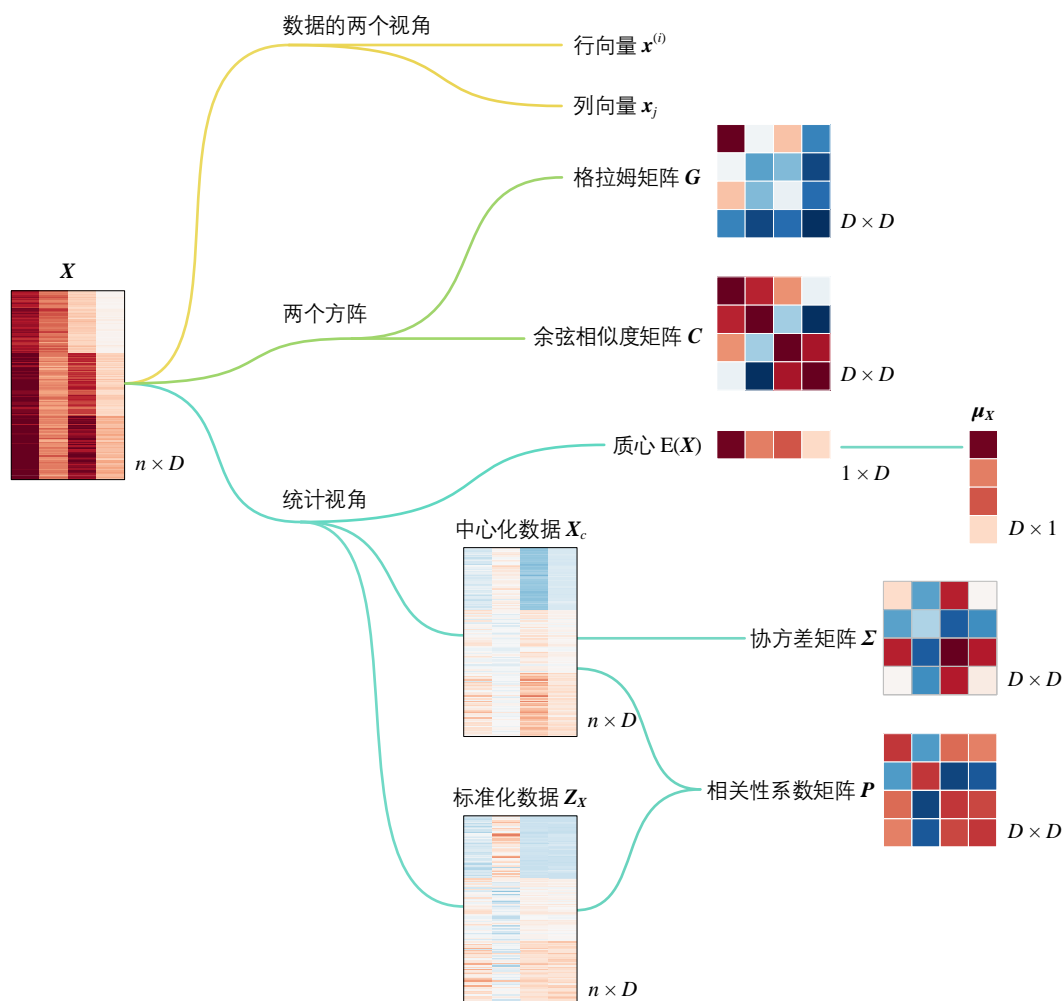 数据的两个视角
行向量 x^(i)
列向量 x_j
格拉姆矩阵 G
D × D
X
两个方阵
余弦相似度矩阵 C
D × D
n × D
质心 E(X)
1 × D
μ_X
D × 1
统计视角
中心化数据 X_c
n × D
协方差矩阵 Σ
D × D
标准化数据 Z_X
n × D
相关性系数矩阵 P
D × D